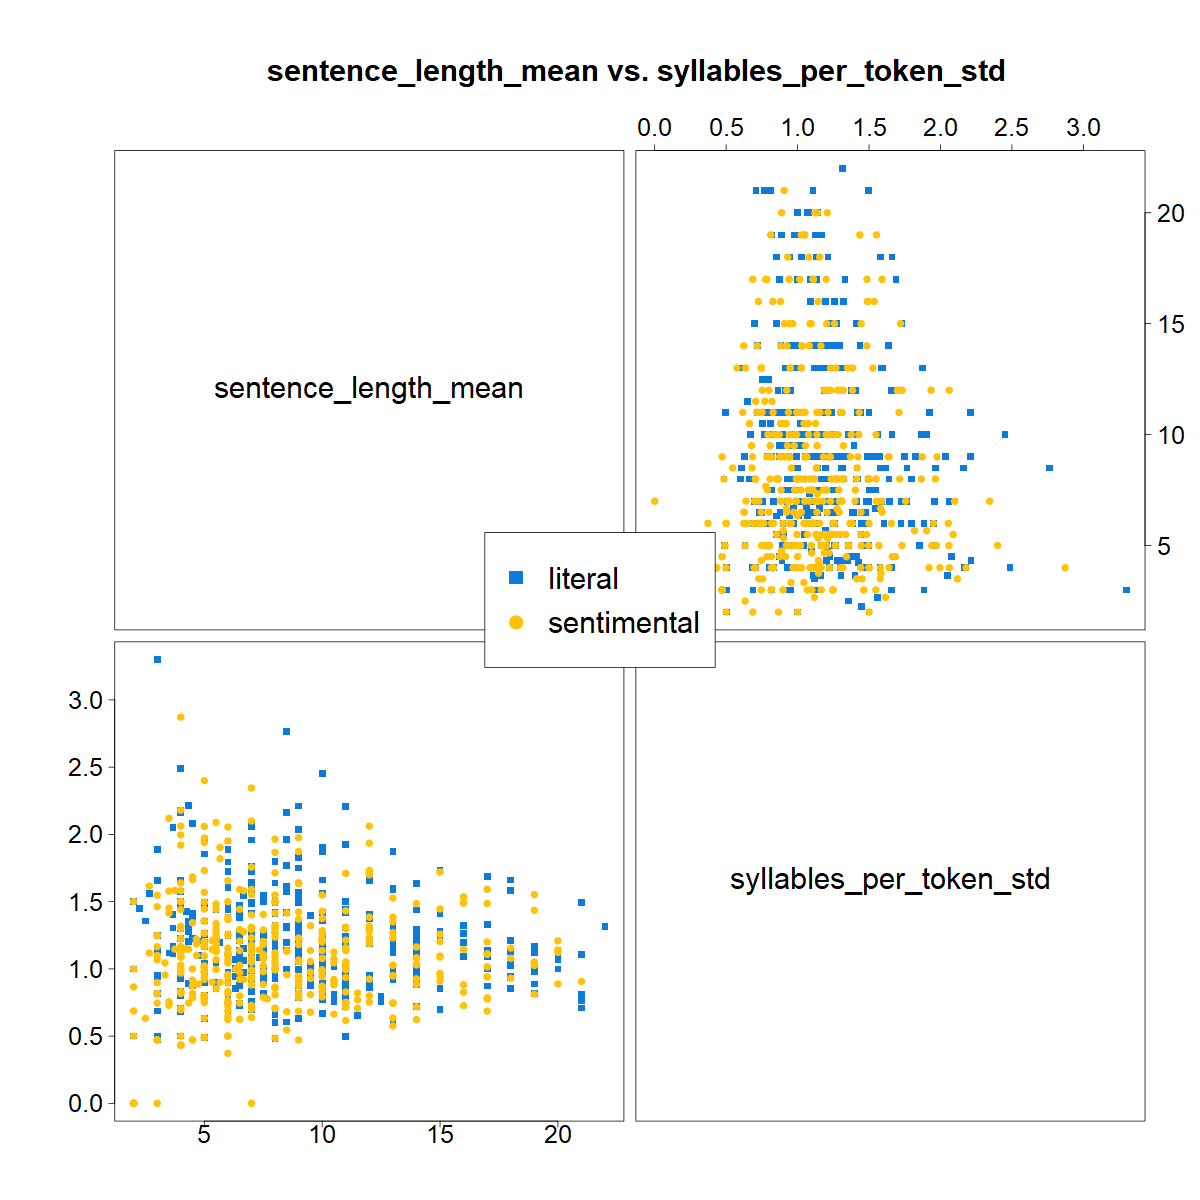 sentence_length_mean vs. syllables_per_token_std
0.0 0.5 1.0 1.5 2.0 2.5 3.0
20
15
10
5
sentence_length_mean
literal
sentimental
3.0
2.5
2.0
1.5
1.0
0.5
0.0
syllables_per_token_std
5 10 15 20